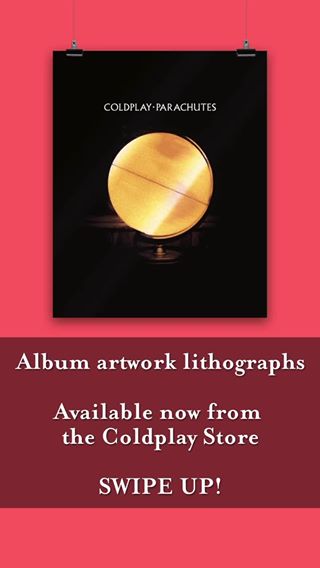 COLDPLAY·PARACHUTES
Album artwork lithographs
Available now from
the Coldplay Store
SWIPE UP!